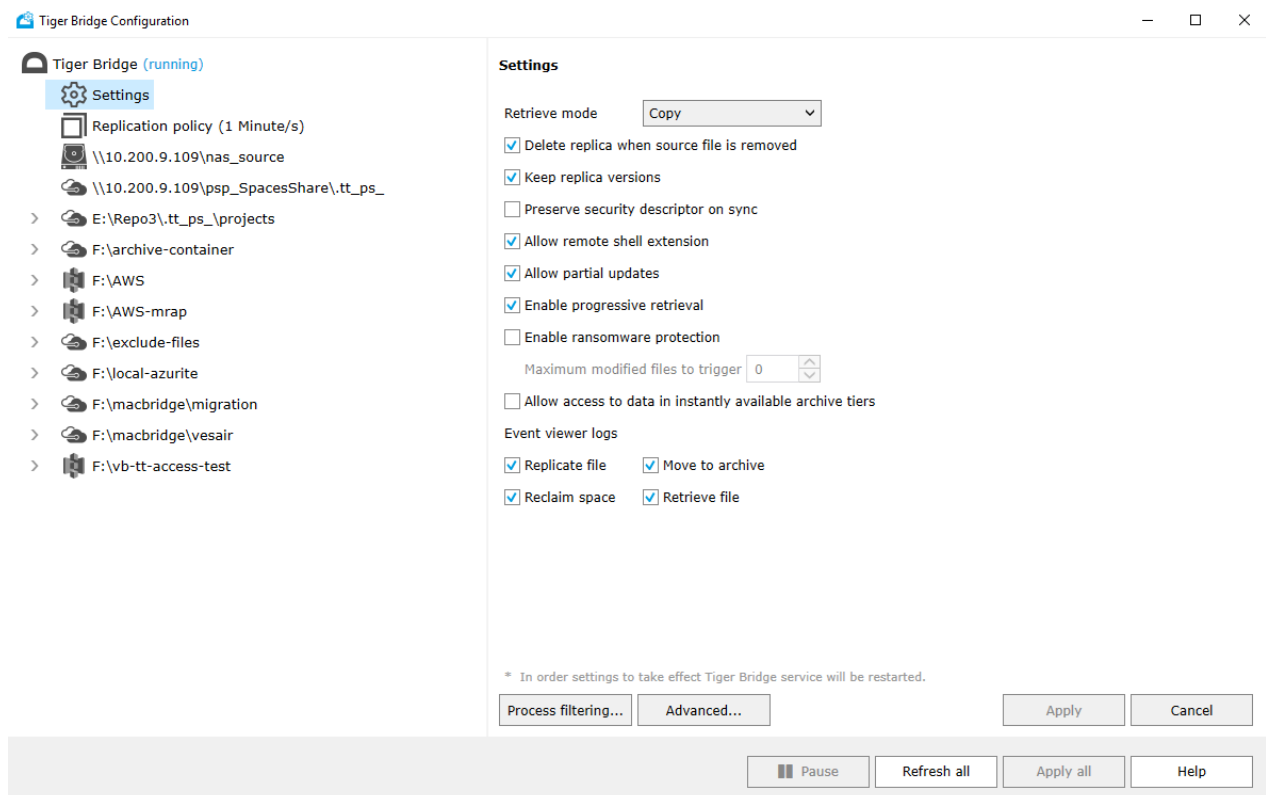 Tiger Bridge Configuration
Tiger Bridge (running)
Settings
Replication policy (1 Minute/s)
\\10.200.9.109\nas_source
\\10.200.9.109\psp_SpacesShare\.tt_ps_
E:\Repo3\.tt_ps_\projects
F:\archive-container
F:\AWS
F:\AWS-mrap
F:\exclude-files
F:\local-azurite
F:\macbridge\migration
F:\macbridge\vesair
F:\vb-tt-access-test
Settings
Retrieve mode Copy
Delete replica when source file is removed
Keep replica versions
Preserve security descriptor on sync
Allow remote shell extension
Allow partial updates
Enable progressive retrieval
Enable ransomware protection
Maximum modified files to trigger 0
Allow access to data in instantly available archive tiers
Event viewer logs
Replicate file Move to archive
Reclaim space Retrieve file
* In order settings to take effect Tiger Bridge service will be restarted.
Process filtering... Advanced... Apply Cancel
Pause Refresh all Apply all Help